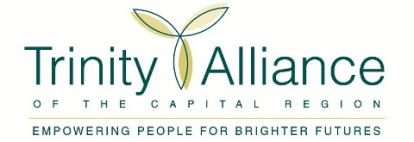 Trinity Alliance
OF THE CAPITAL REGION
EMPOWERING PEOPLE FOR BRIGHTER FUTURES